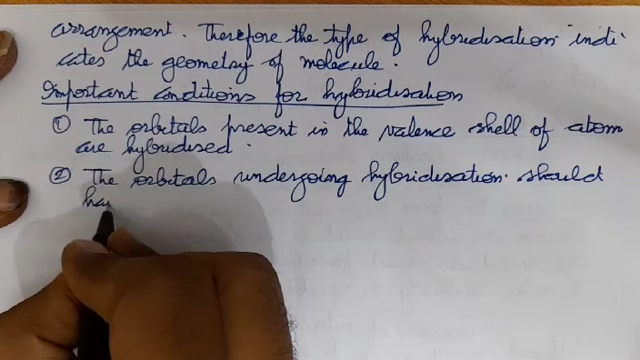 arrangement. Therefore the type of hybridisation indi
cates the geometry of molecule.
Important conditions for hybridisation
① The orbitals present in the valence shell of atom
are hybridised.
② The orbitals undergoing hybridisation should
ha